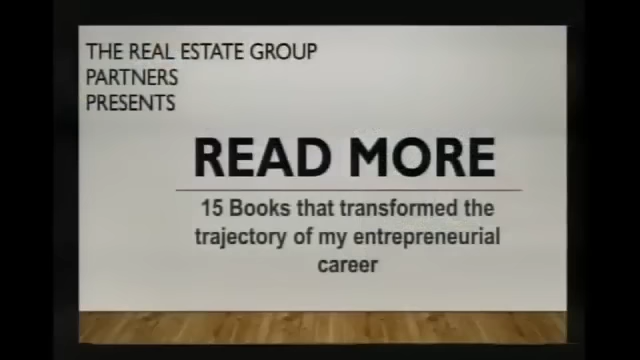 THE REAL ESTATE GROUP
PARTNERS
PRESENTS
READ MORE
15 Books that transformed the
trajectory of my entrepreneurial
career